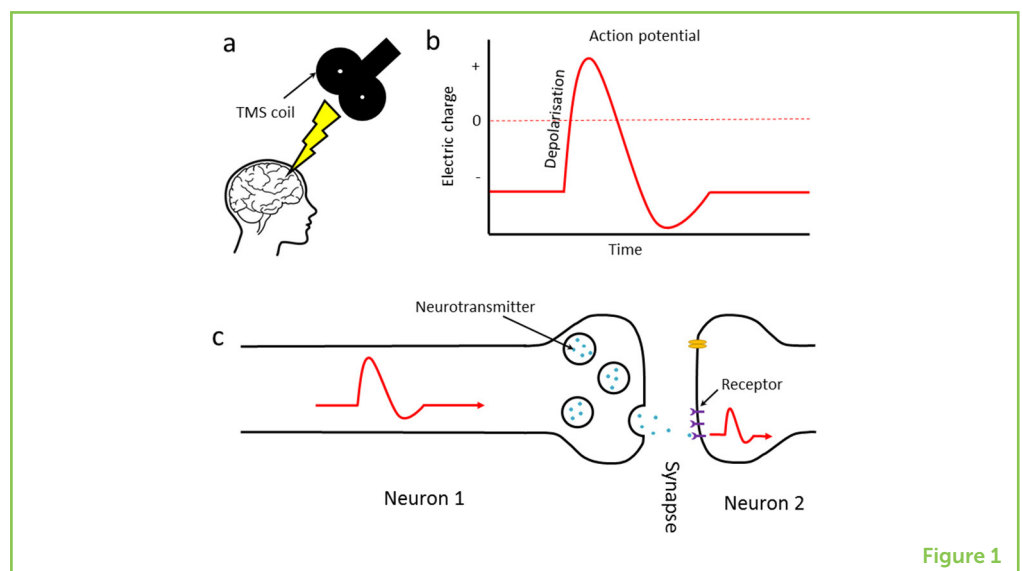 a
TMS coil
b
Action potential
+
0
-
Electric charge
Depolarisation
Time
c
Neurotransmitter
Receptor
Neuron 1
Synapse
Neuron 2
Figure 1